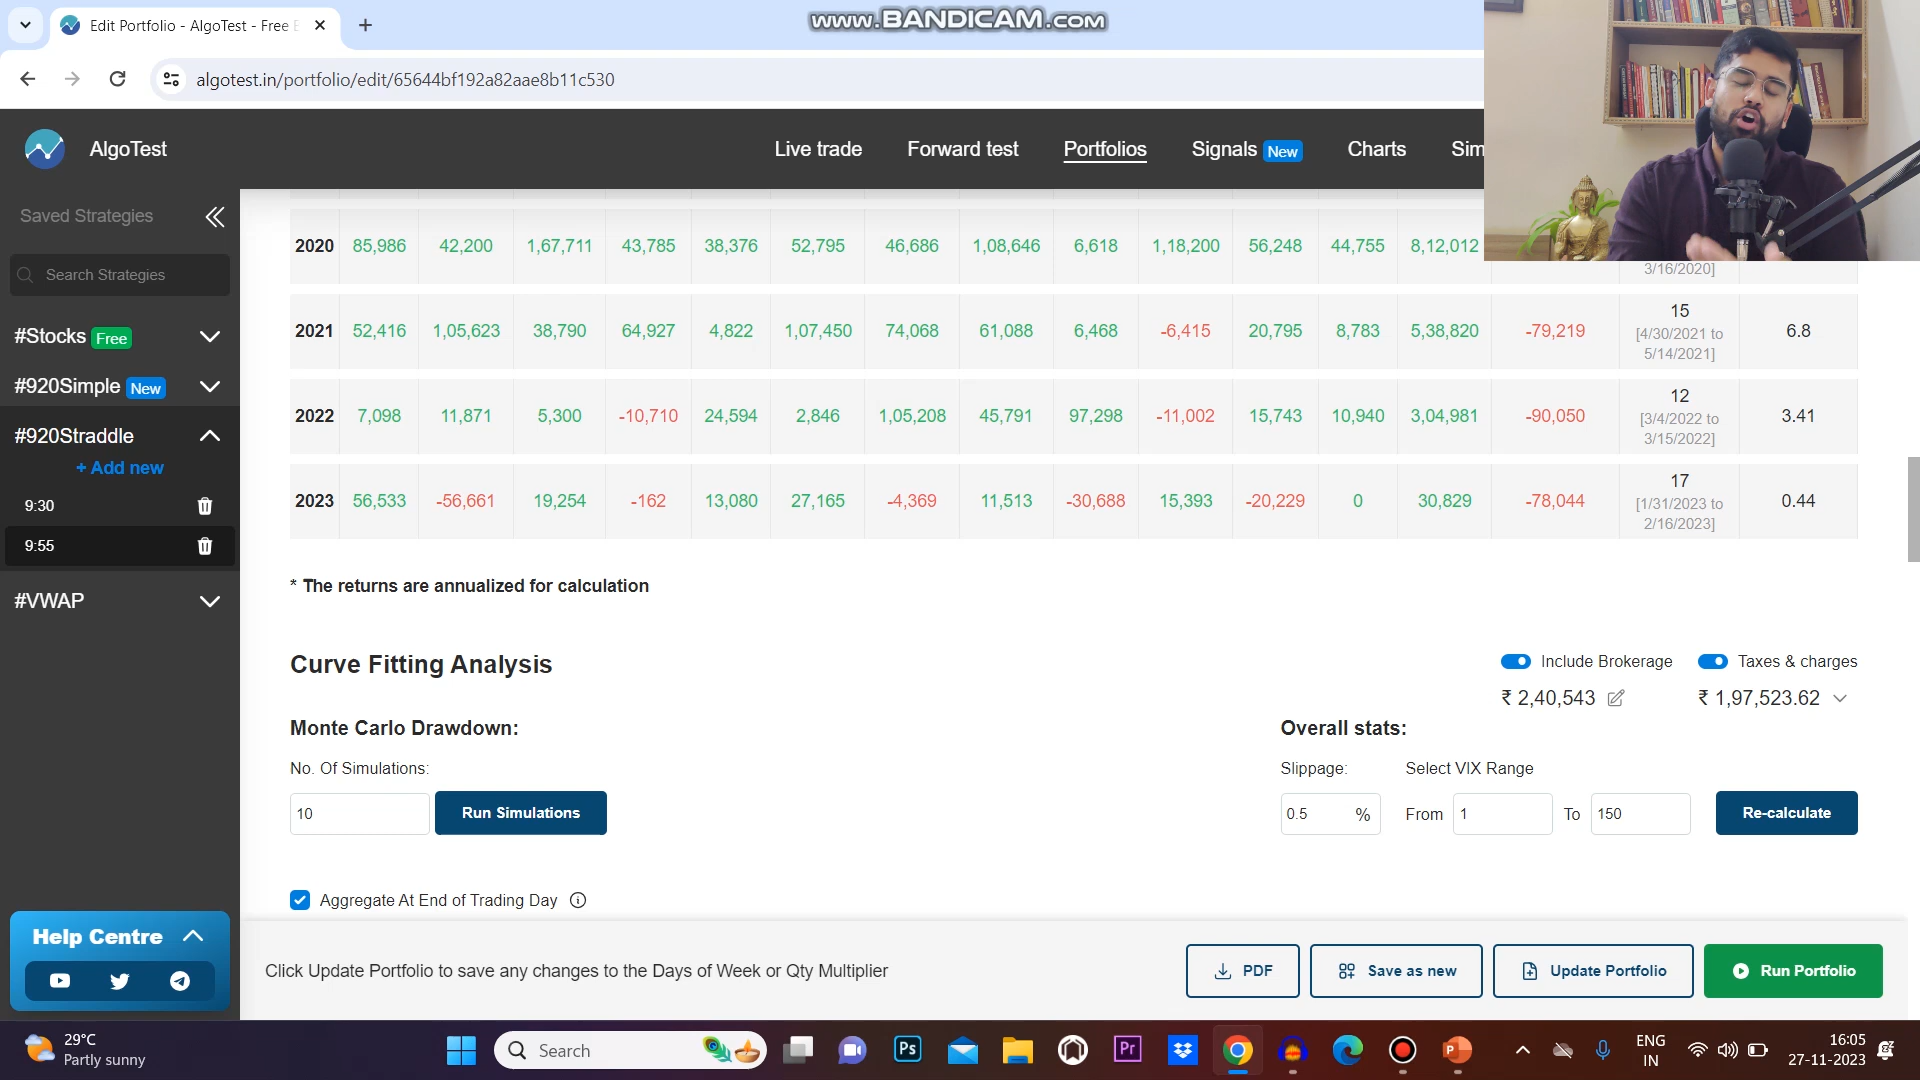 Edit Portfolio - AlgoTest - Free
www.BANDICAM.com
algotest.in/portfolio/edit/65644bf192a82aae8b11c530
AlgoTest
Live trade Forward test Portfolios Signals New Charts Sim
Saved Strategies
Search Strategies
#Stocks Free
#920Simple New
#920Straddle
+ Add new
9:30
9:55
#VWAP
Help Centre
2020 85,986 42,200 1,67,711 43,785 38,376 52,795 46,686 1,08,646 6,618 1,18,200 56,248 44,755 8,12,012
3/16/2020]
2021 52,416 1,05,623 38,790 64,927 4,822 1,07,450 74,068 61,088 6,468 -6,415 20,795 8,783 5,38,820 -79,219 15 6.8
[4/30/2021 to
5/14/2021]
2022 7,098 11,871 5,300 -10,710 24,594 2,846 1,05,208 45,791 97,298 -11,002 15,743 10,940 3,04,981 -90,050 12 3.41
[3/4/2022 to
3/15/2022]
2023 56,533 -56,661 19,254 -162 13,080 27,165 -4,369 11,513 -30,688 15,393 -20,229 0 30,829 -78,044 17 0.44
[1/31/2023 to
2/16/2023]
* The returns are annualized for calculation
Curve Fitting Analysis
Include Brokerage Taxes & charges
₹ 2,40,543 ₹ 1,97,523.62
Monte Carlo Drawdown:
Overall stats:
No. Of Simulations:
Slippage: Select VIX Range
10 Run Simulations
0.5 % From 1 To 150 Re-calculate
Aggregate At End of Trading Day
Click Update Portfolio to save any changes to the Days of Week or Qty Multiplier
PDF Save as new Update Portfolio Run Portfolio
29°C
Partly sunny
Search
Ps
Pr
P
ENG
IN
16:05
27-11-2023